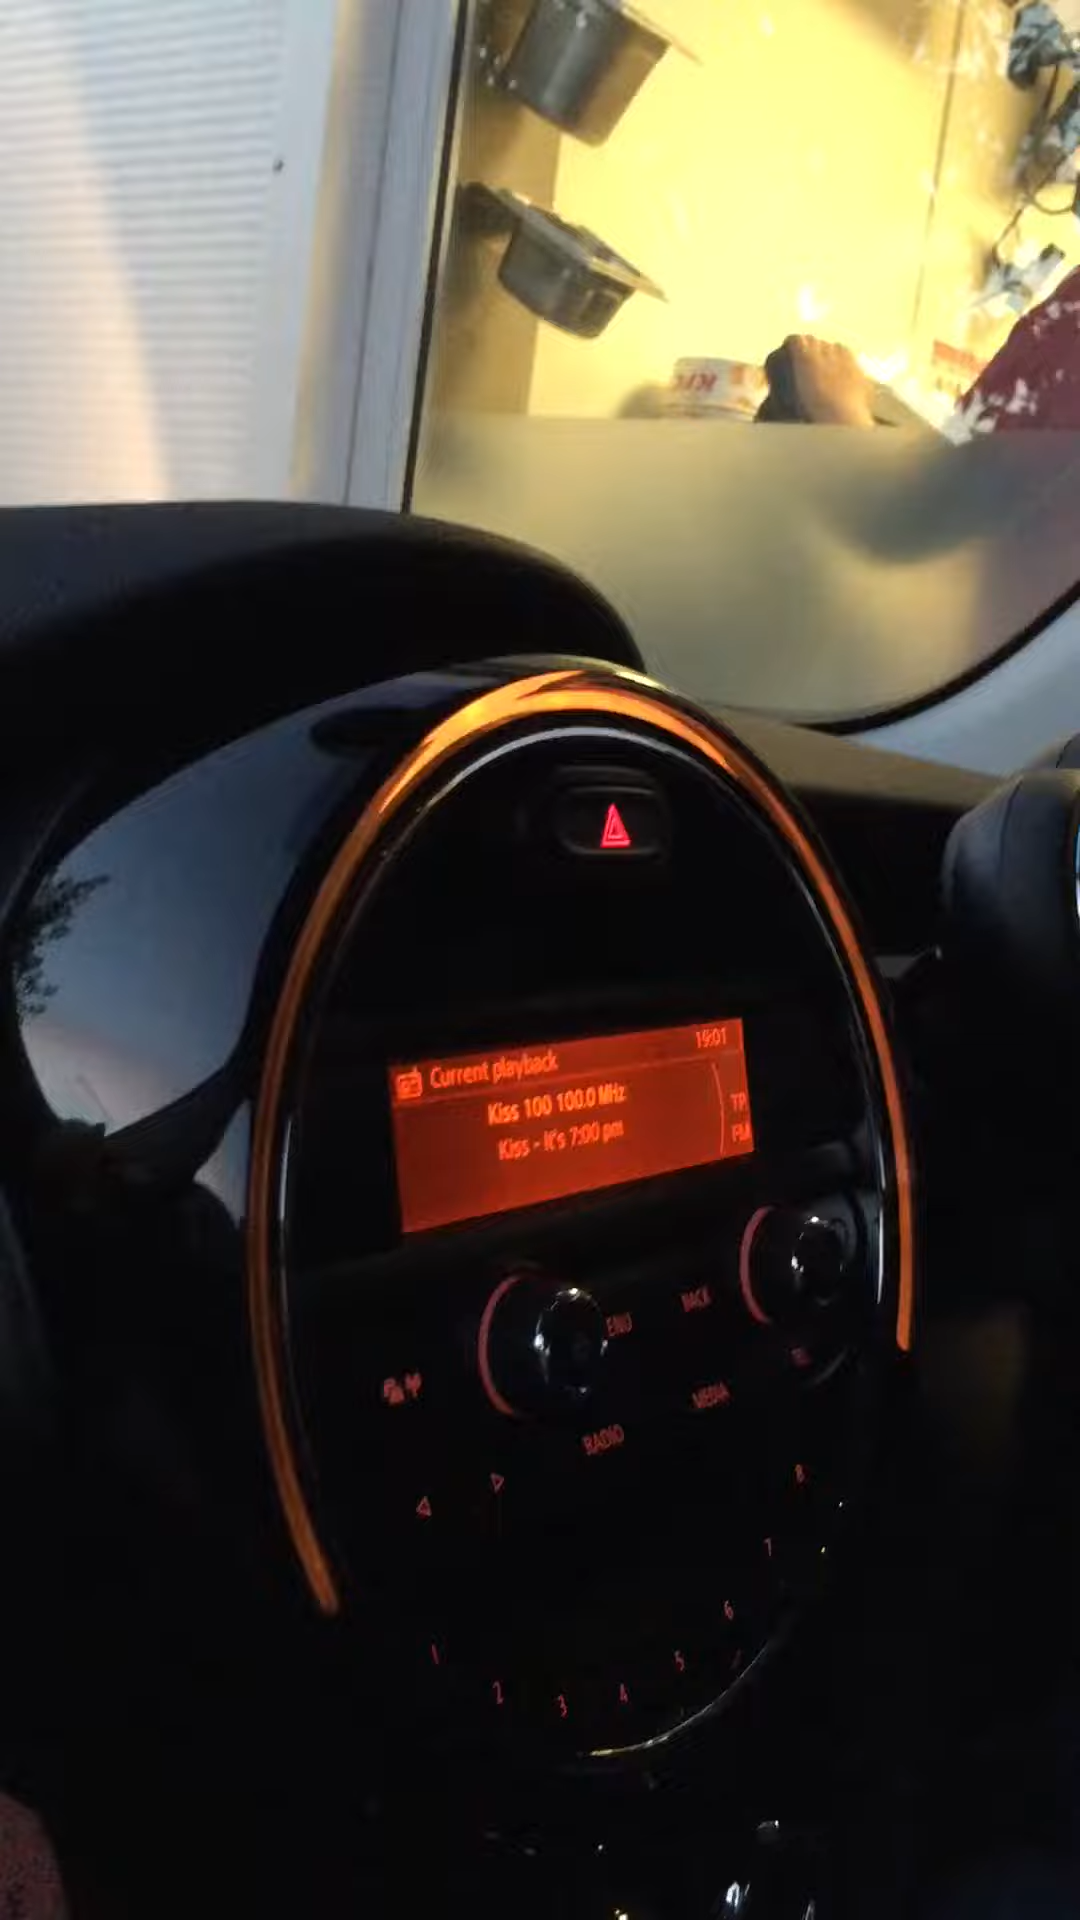 Current playback
19:01
Kiss 100 100.0 MHz
Kiss - It's 7:00 pm
TP
FM
ENU
BACK
MEDIA
RADIO
8
7
6
1
5
2
3
4